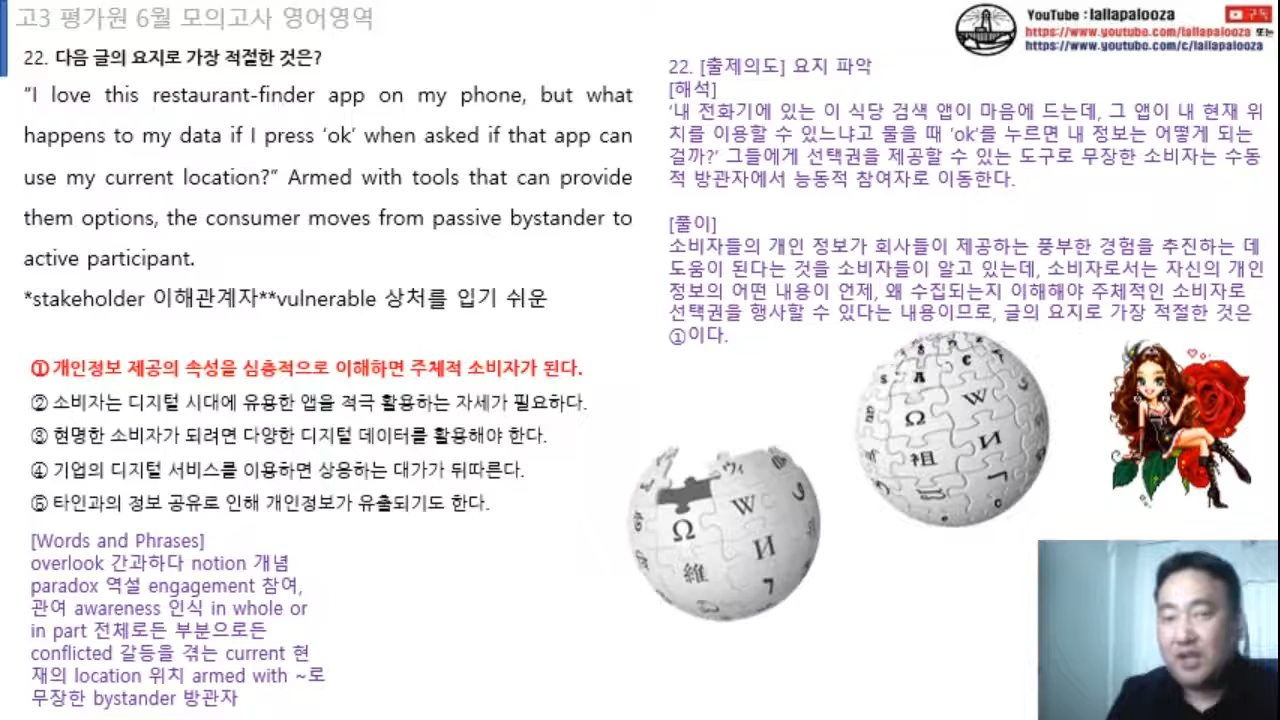 고3 평가원 6월 모의고사 영어영역
YouTube : lallapalooza
구독
https://www.youtube.com/lallapalooza 또는
https://www.youtube.com/c/lallapalooza
22. 다음 글의 요지로 가장 적절한 것은?
“I love this restaurant-finder app on my phone, but what
happens to my data if I press ‘ok’ when asked if that app can
use my current location?” Armed with tools that can provide
them options, the consumer moves from passive bystander to
active participant.
*stakeholder 이해관계자**vulnerable 상처를 입기 쉬운
① 개인정보 제공의 속성을 심층적으로 이해하면 주체적 소비자가 된다.
② 소비자는 디지털 시대에 유용한 앱을 적극 활용하는 자세가 필요하다.
③ 현명한 소비자가 되려면 다양한 디지털 데이터를 활용해야 한다.
④ 기업의 디지털 서비스를 이용하면 상응하는 대가가 뒤따른다.
⑤ 타인과의 정보 공유로 인해 개인정보가 유출되기도 한다.
[Words and Phrases]
overlook 간과하다 notion 개념
paradox 역설 engagement 참여,
관여 awareness 인식 in whole or
in part 전체로든 부분으로든
conflicted 갈등을 겪는 current 현
재의 location 위치 armed with ~로
무장한 bystander 방관자
22. [출제의도] 요지 파악
[해석]
‘내 전화기에 있는 이 식당 검색 앱이 마음에 드는데, 그 앱이 내 현재 위
치를 이용할 수 있느냐고 물을 때 ‘ok’를 누르면 내 정보는 어떻게 되는
걸까?’ 그들에게 선택권을 제공할 수 있는 도구로 무장한 소비자는 수동
적 방관자에서 능동적 참여자로 이동한다.
[풀이]
소비자들의 개인 정보가 회사들이 제공하는 풍부한 경험을 추진하는 데
도움이 된다는 것을 소비자들이 알고 있는데, 소비자로서는 자신의 개인
정보의 어떤 내용이 언제, 왜 수집되는지 이해해야 주체적인 소비자로
선택권을 행사할 수 있다는 내용이므로, 글의 요지로 가장 적절한 것은
①이다.
Ω
W
И
維
Ω
W
И
祖